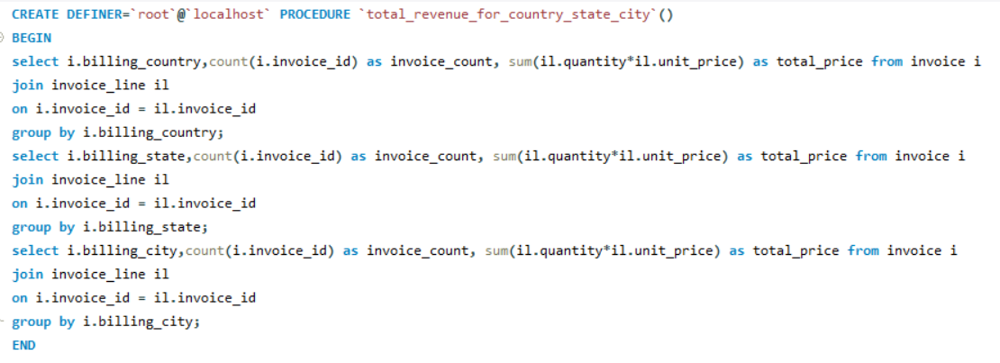 CREATE DEFINER=`root`@`localhost` PROCEDURE `total_revenue_for_country_state_city`()
BEGIN
select i.billing_country,count(i.invoice_id) as invoice_count, sum(il.quantity*il.unit_price) as total_price from invoice i
join invoice_line il
on i.invoice_id = il.invoice_id
group by i.billing_country;
select i.billing_state,count(i.invoice_id) as invoice_count, sum(il.quantity*il.unit_price) as total_price from invoice i
join invoice_line il
on i.invoice_id = il.invoice_id
group by i.billing_state;
select i.billing_city,count(i.invoice_id) as invoice_count, sum(il.quantity*il.unit_price) as total_price from invoice i
join invoice_line il
on i.invoice_id = il.invoice_id
group by i.billing_city;
END